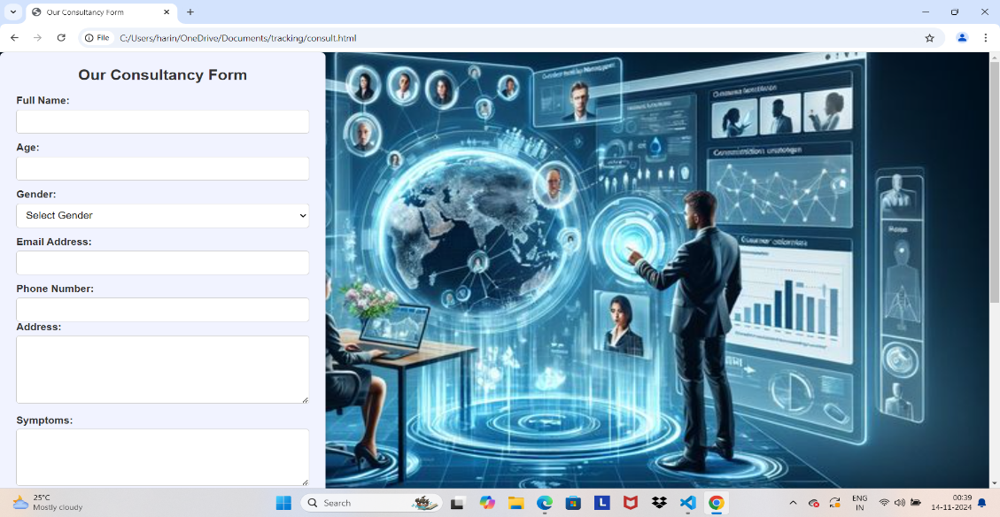 Our Consultancy Form
File
C:/Users/harin/OneDrive/Documents/tracking/consult.html
Our Consultancy Form
Full Name:
Age:
Gender:
Select Gender
Email Address:
Phone Number:
Address:
Symptoms:
25°C
Mostly cloudy
Search
L
ENG
IN
00:39
14-11-2024